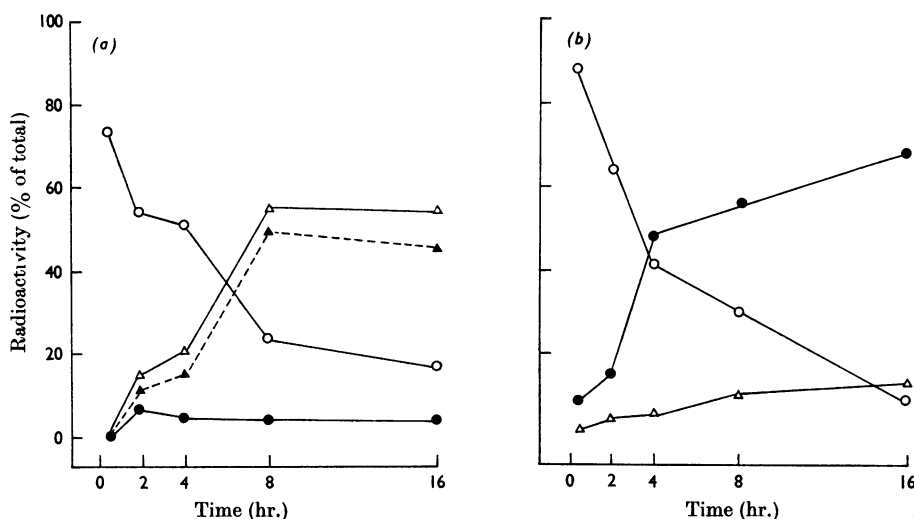 100
80
60
40
20
0
Radioactivity (% of total)
(a)
0 2 4 8 16
Time (hr.)
(b)
0 2 4 8 16
Time (hr.)